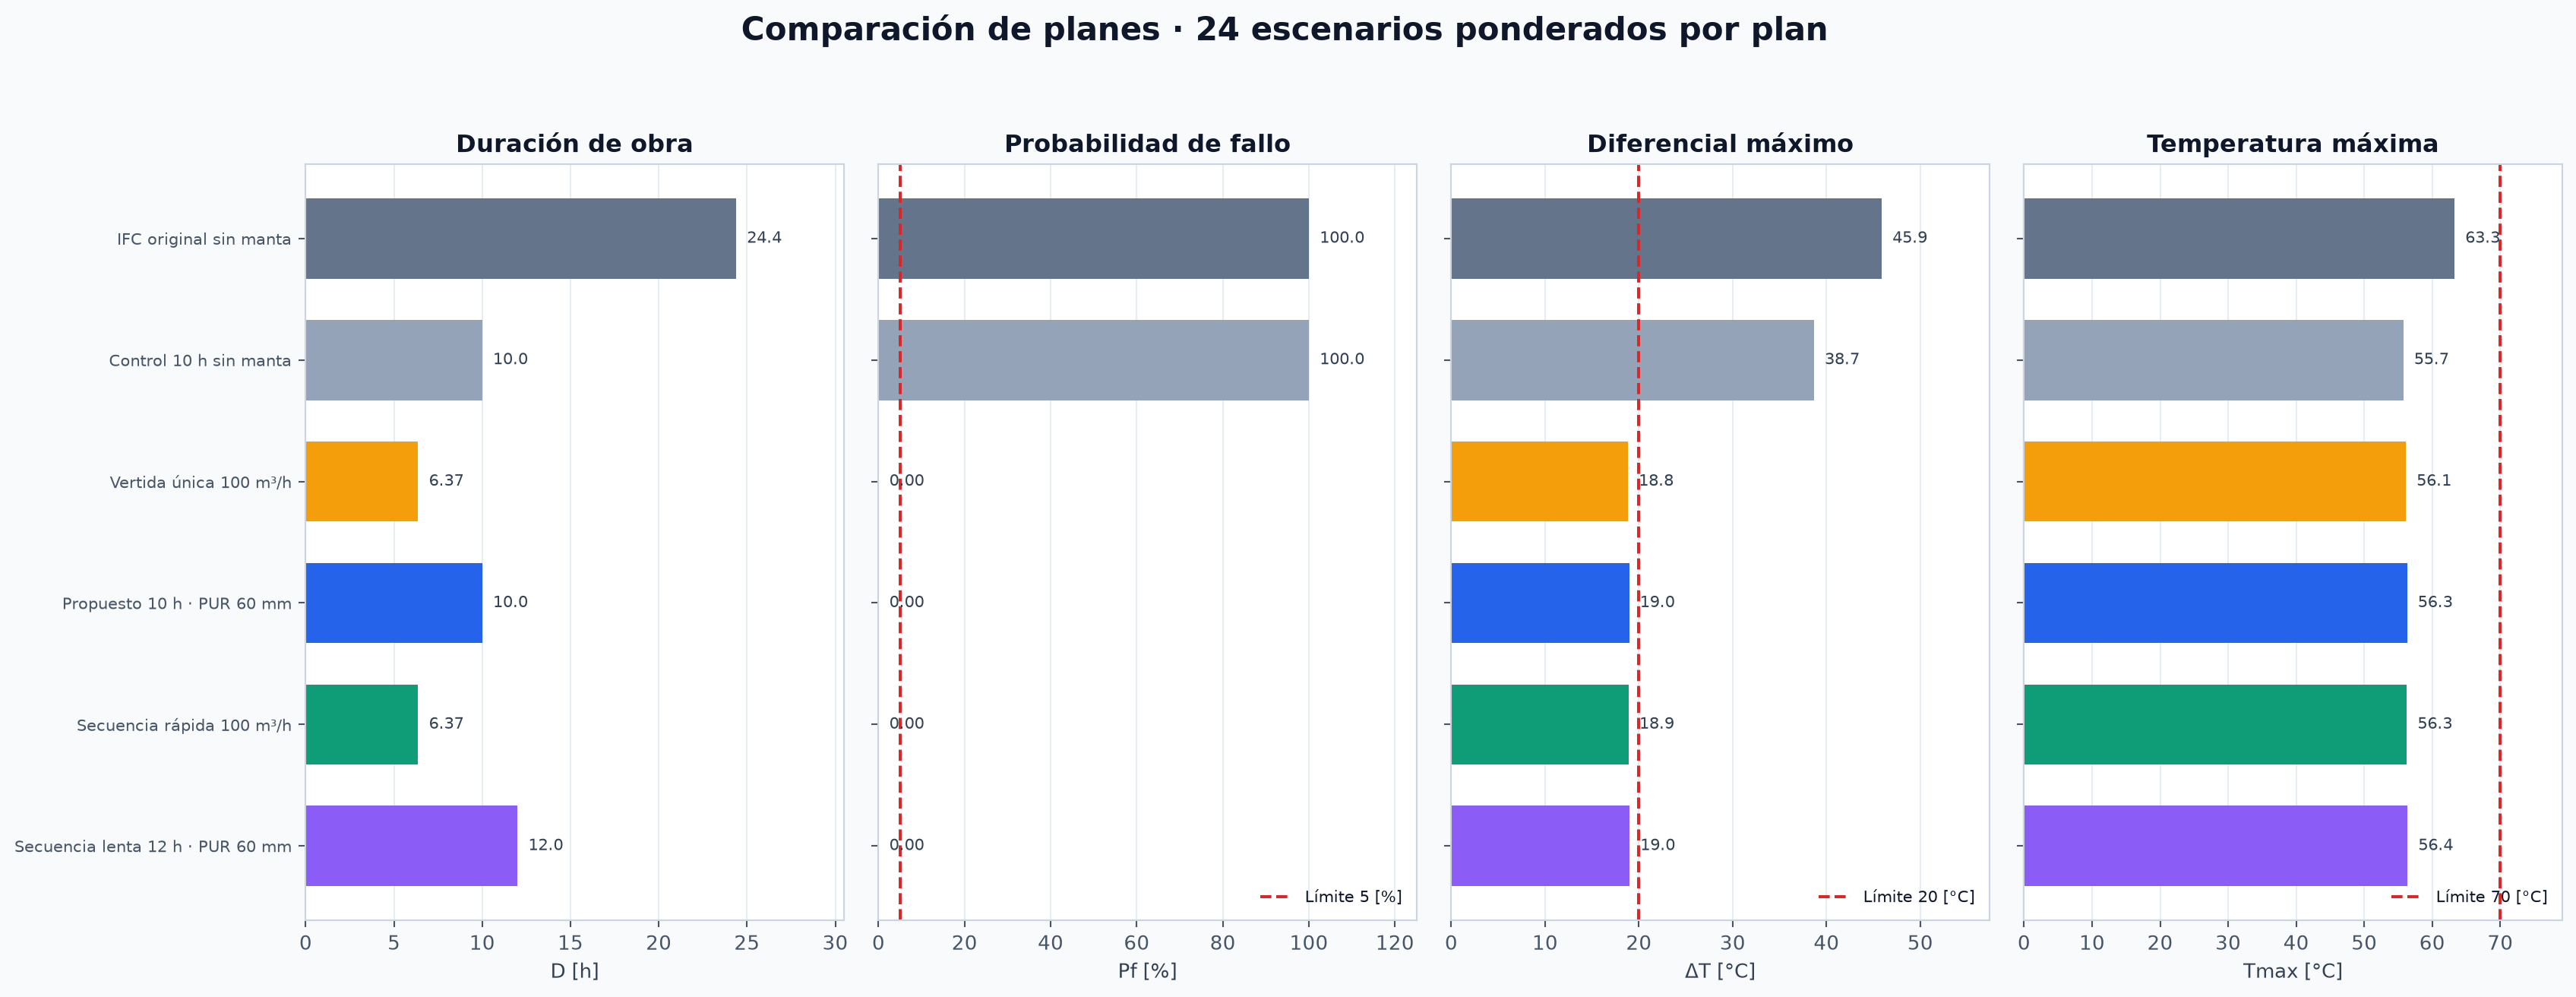 Comparación de planes · 24 escenarios ponderados por plan
Duración de obra
IFC original sin manta
Control 10 h sin manta
Vertida única 100 m³/h
Propuesto 10 h · PUR 60 mm
Secuencia rápida 100 m³/h
Secuencia lenta 12 h · PUR 60 mm
24.4
10.0
6.37
10.0
6.37
12.0
0 5 10 15 20 25 30
D [h]
Probabilidad de fallo
100.0
100.0
0.00
0.00
0.00
0.00
Límite 5 [%]
0 20 40 60 80 100 120
Pf [%]
Diferencial máximo
45.9
38.7
18.8
19.0
18.9
19.0
Límite 20 [°C]
0 10 20 30 40 50
ΔT [°C]
Temperatura máxima
63.3
55.7
56.1
56.3
56.3
56.4
Límite 70 [°C]
0 10 20 30 40 50 60 70
Tmax [°C]